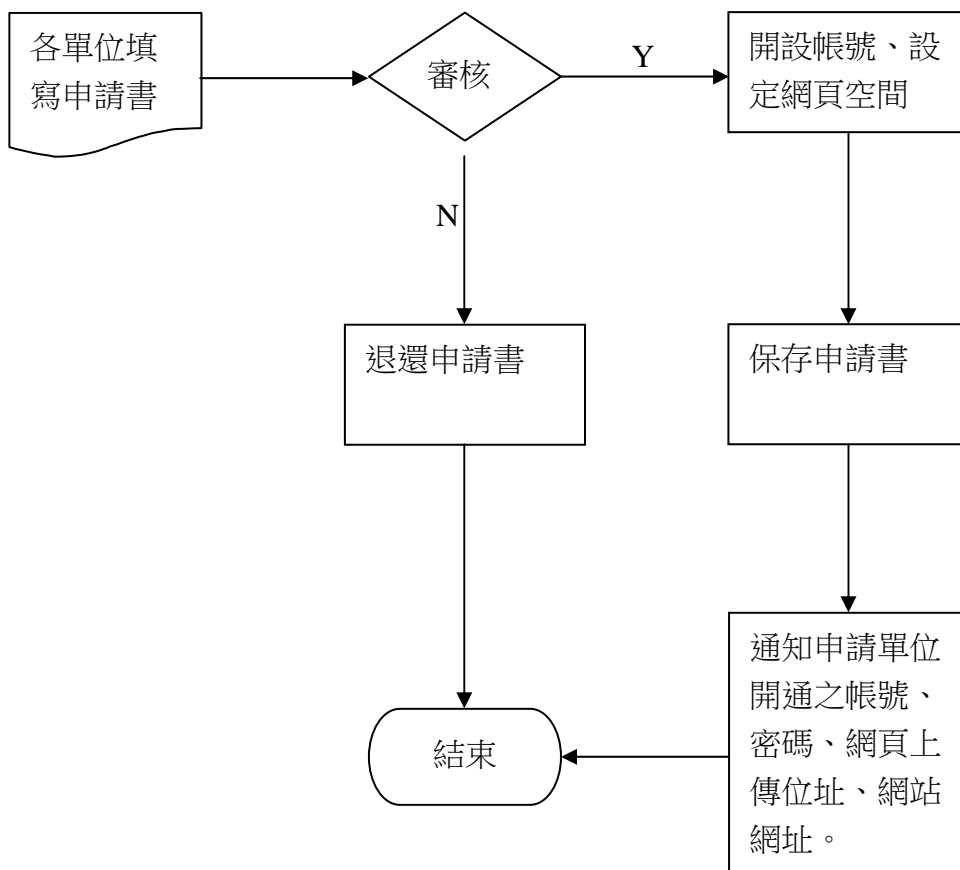 各單位填
寫申請書
審核
Y
開設帳號、設
定網頁空間
N
退還申請書
保存申請書
通知申請單位
開通之帳號、
密碼、網頁上
傳位址、網站
網址。
結束